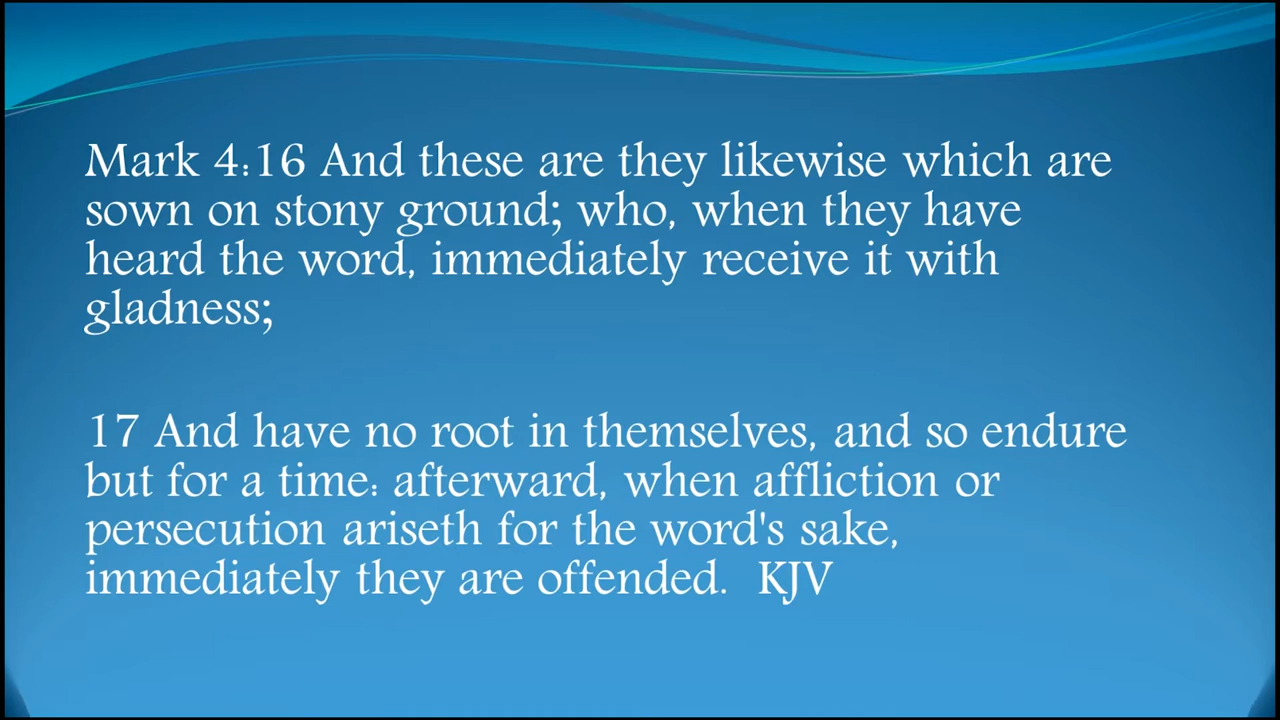 Mark 4:16 And these are they likewise which are
sown on stony ground; who, when they have
heard the word, immediately receive it with
gladness;
17 And have no root in themselves, and so endure
but for a time: afterward, when affliction or
persecution ariseth for the word's sake,
immediately they are offended.  KJV